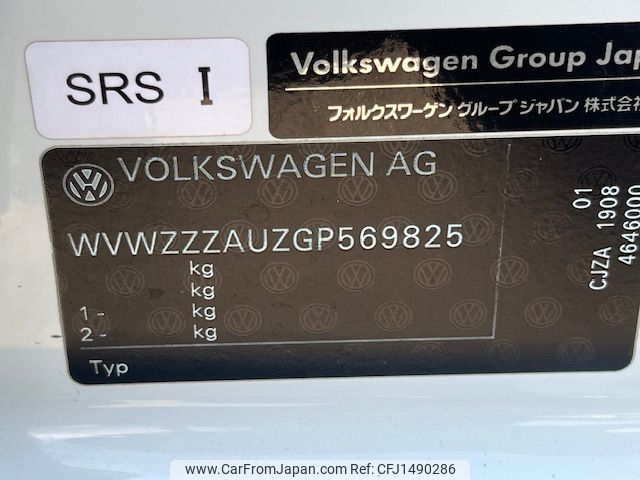 SRS I
Volkswagen Group Jap
フォルクスワーゲン グループ ジャパン 株式会社
VOLKSWAGEN AG
WVWZZZAUZGP569825
kg
kg
1 - kg
2 - kg
Typ
01
CJZA 1908
4646000
www.CarFromJapan.com CFJ1490286